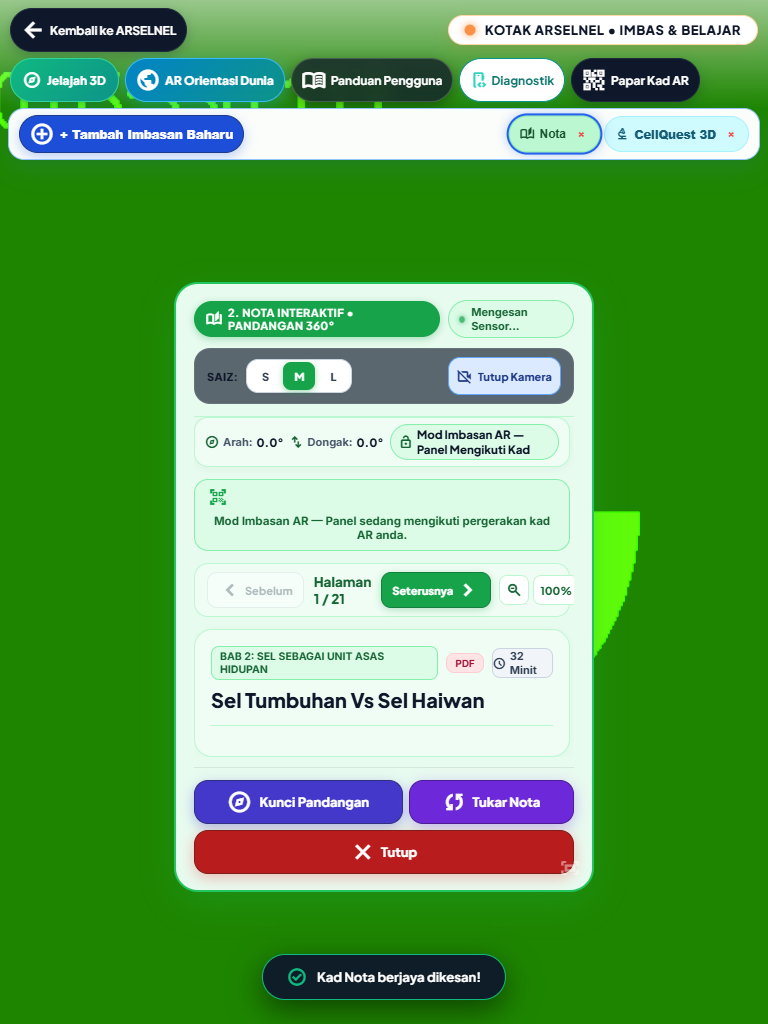 Kembali ke ARSELNEL
KOTAK ARSELNEL ● IMBAS & BELAJAR
Jelajah 3D
AR Orientasi Dunia
Panduan Pengguna
Diagnostik
Papar Kad AR
+ Tambah Imbasan Baharu
Nota ×
CellQuest 3D ×
2. NOTA INTERAKTIF ●
PANDANGAN 360°
Mengesan
Sensor...
SAIZ:
S
M
L
Tutup Kamera
Arah: 0.0°
Dongak: 0.0°
Mod Imbasan AR —
Panel Mengikuti Kad
Mod Imbasan AR — Panel sedang mengikuti pergerakan kad
AR anda.
Sebelum
Halaman
1 / 21
Seterusnya
100%
BAB 2: SEL SEBAGAI UNIT ASAS
HIDUPAN
PDF
32
Minit
Sel Tumbuhan Vs Sel Haiwan
Kunci Pandangan
Tukar Nota
Tutup
Kad Nota berjaya dikesan!